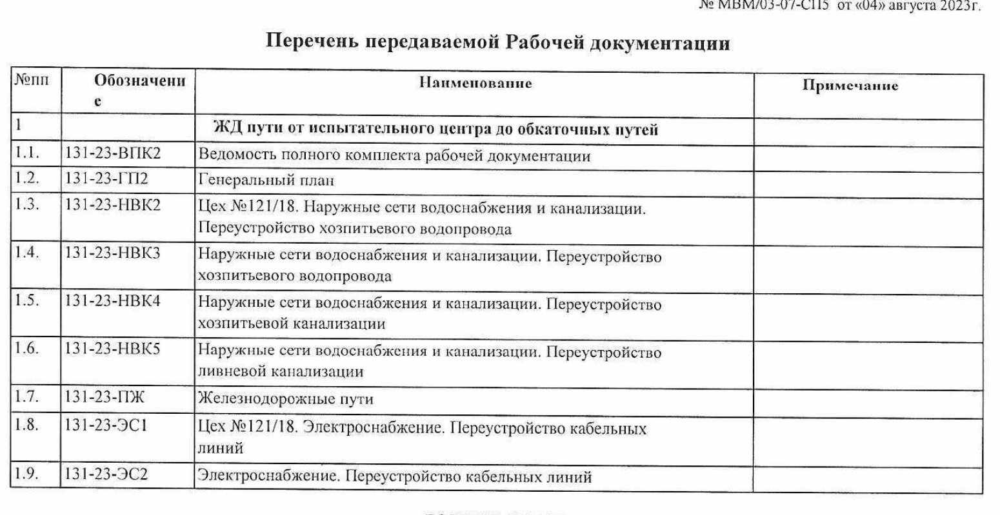 № МВМ/03-07-СП5 от «04» августа 2023г.
Перечень передаваемой Рабочей документации
№пп Обозначени Наименование Примечание
е
1 ЖД пути от испытательного центра до обкаточных путей
1.1. 131-23-ВПК2 Ведомость полного комплекта рабочей документации
1.2. 131-23-ГП2 Генеральный план
1.3. 131-23-НВК2 Цех №121/18. Наружные сети водоснабжения и канализации.
Переустройство хозпитьевого водопровода
1.4. 131-23-НВК3 Наружные сети водоснабжения и канализации. Переустройство
хозпитьевого водопровода
1.5. 131-23-НВК4 Наружные сети водоснабжения и канализации. Переустройство
хозпитьевой канализации
1.6. 131-23-НВК5 Наружные сети водоснабжения и канализации. Переустройство
ливневой канализации
1.7. 131-23-ПЖ Железнодорожные пути
1.8. 131-23-ЭС1 Цех №121/18. Электроснабжение. Переустройство кабельных
линий
1.9. 131-23-ЭС2 Электроснабжение. Переустройство кабельных линий